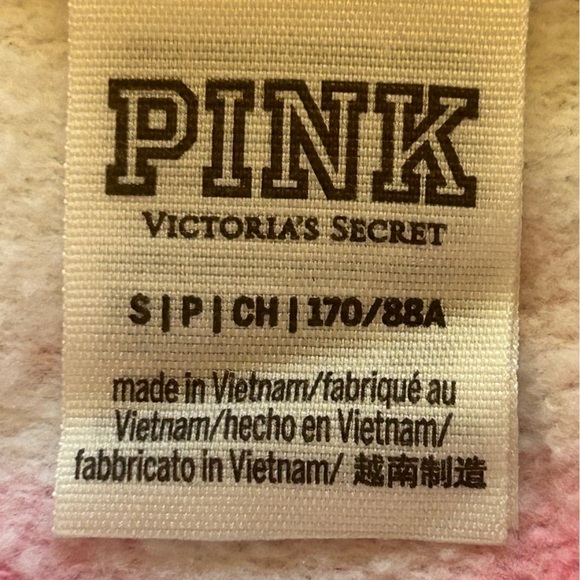 PINK
VICTORIA'S SECRET
S | P | CH | 170/88A
made in Vietnam/fabriqué au
Vietnam/hecho en Vietnam/
fabbricato in Vietnam/ 越南制造